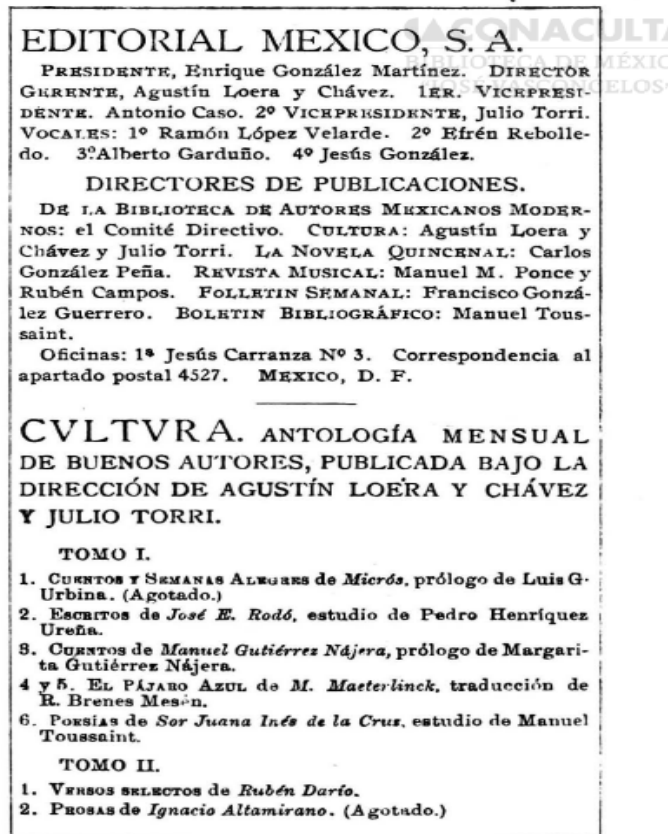 CONACULTA
BIBLIOTECA DE MÉXICO
JOSÉ VASCONCELOS
EDITORIAL MEXICO, S. A.
PRESIDENTE, Enrique González Martínez. DIRECTOR
GERENTE, Agustín Loera y Chávez. 1ER. VICEPRESI-
DENTE. Antonio Caso. 2º VICEPRESIDENTE, Julio Torri.
VOCALES: 1º Ramón López Velarde. 2º Efrén Rebolle-
do. 3º Alberto Garduño. 4º Jesús González.
DIRECTORES DE PUBLICACIONES.
DE LA BIBLIOTECA DE AUTORES MEXICANOS MODER-
NOS: el Comité Directivo. CULTURA: Agustín Loera y
Chávez y Julio Torri. LA NOVELA QUINCENAL: Carlos
González Peña. REVISTA MUSICAL: Manuel M. Ponce y
Rubén Campos. FOLLETIN SEMANAL: Francisco Gonzá-
lez Guerrero. BOLETIN BIBLIOGRÁFICO: Manuel Tous-
saint.
Oficinas: 1ª Jesús Carranza Nº 3. Correspondencia al
apartado postal 4527. MEXICO, D. F.
CVLTVRA. ANTOLOGÍA MENSUAL
DE BUENOS AUTORES, PUBLICADA BAJO LA
DIRECCIÓN DE AGUSTÍN LOERA Y CHÁVEZ
Y JULIO TORRI.
TOMO I.
1. CUENTOS Y SEMANAS ALEGRES de Micrós, prólogo de Luis G.
Urbina. (Agotado.)
2. ESCRITOS de José E. Rodó, estudio de Pedro Henríquez
Ureña.
3. CUENTOS de Manuel Gutiérrez Nájera, prólogo de Margari-
ta Gutiérrez Nájera.
4 y 5. EL PÁJARO AZUL de M. Maeterlinck, traducción de
R. Brenes Mesén.
6. POESÍAS de Sor Juana Inés de la Cruz, estudio de Manuel
Toussaint.
TOMO II.
1. VERSOS SELECTOS de Rubén Darío.
2. PROSAS de Ignacio Altamirano. (Agotado.)